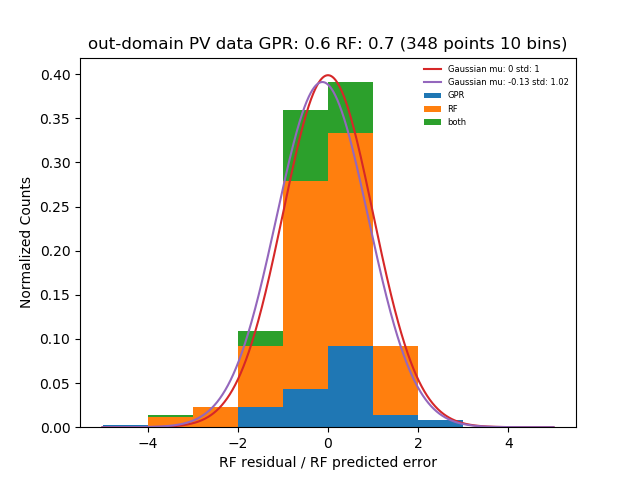 out-domain PV data GPR: 0.6 RF: 0.7 (348 points 10 bins)
Gaussian mu: 0 std: 1
Gaussian mu: -0.13 std: 1.02
GPR
RF
both
Normalized Counts
0.40
0.35
0.30
0.25
0.20
0.15
0.10
0.05
0.00
−4 −2 0 2 4
RF residual / RF predicted error